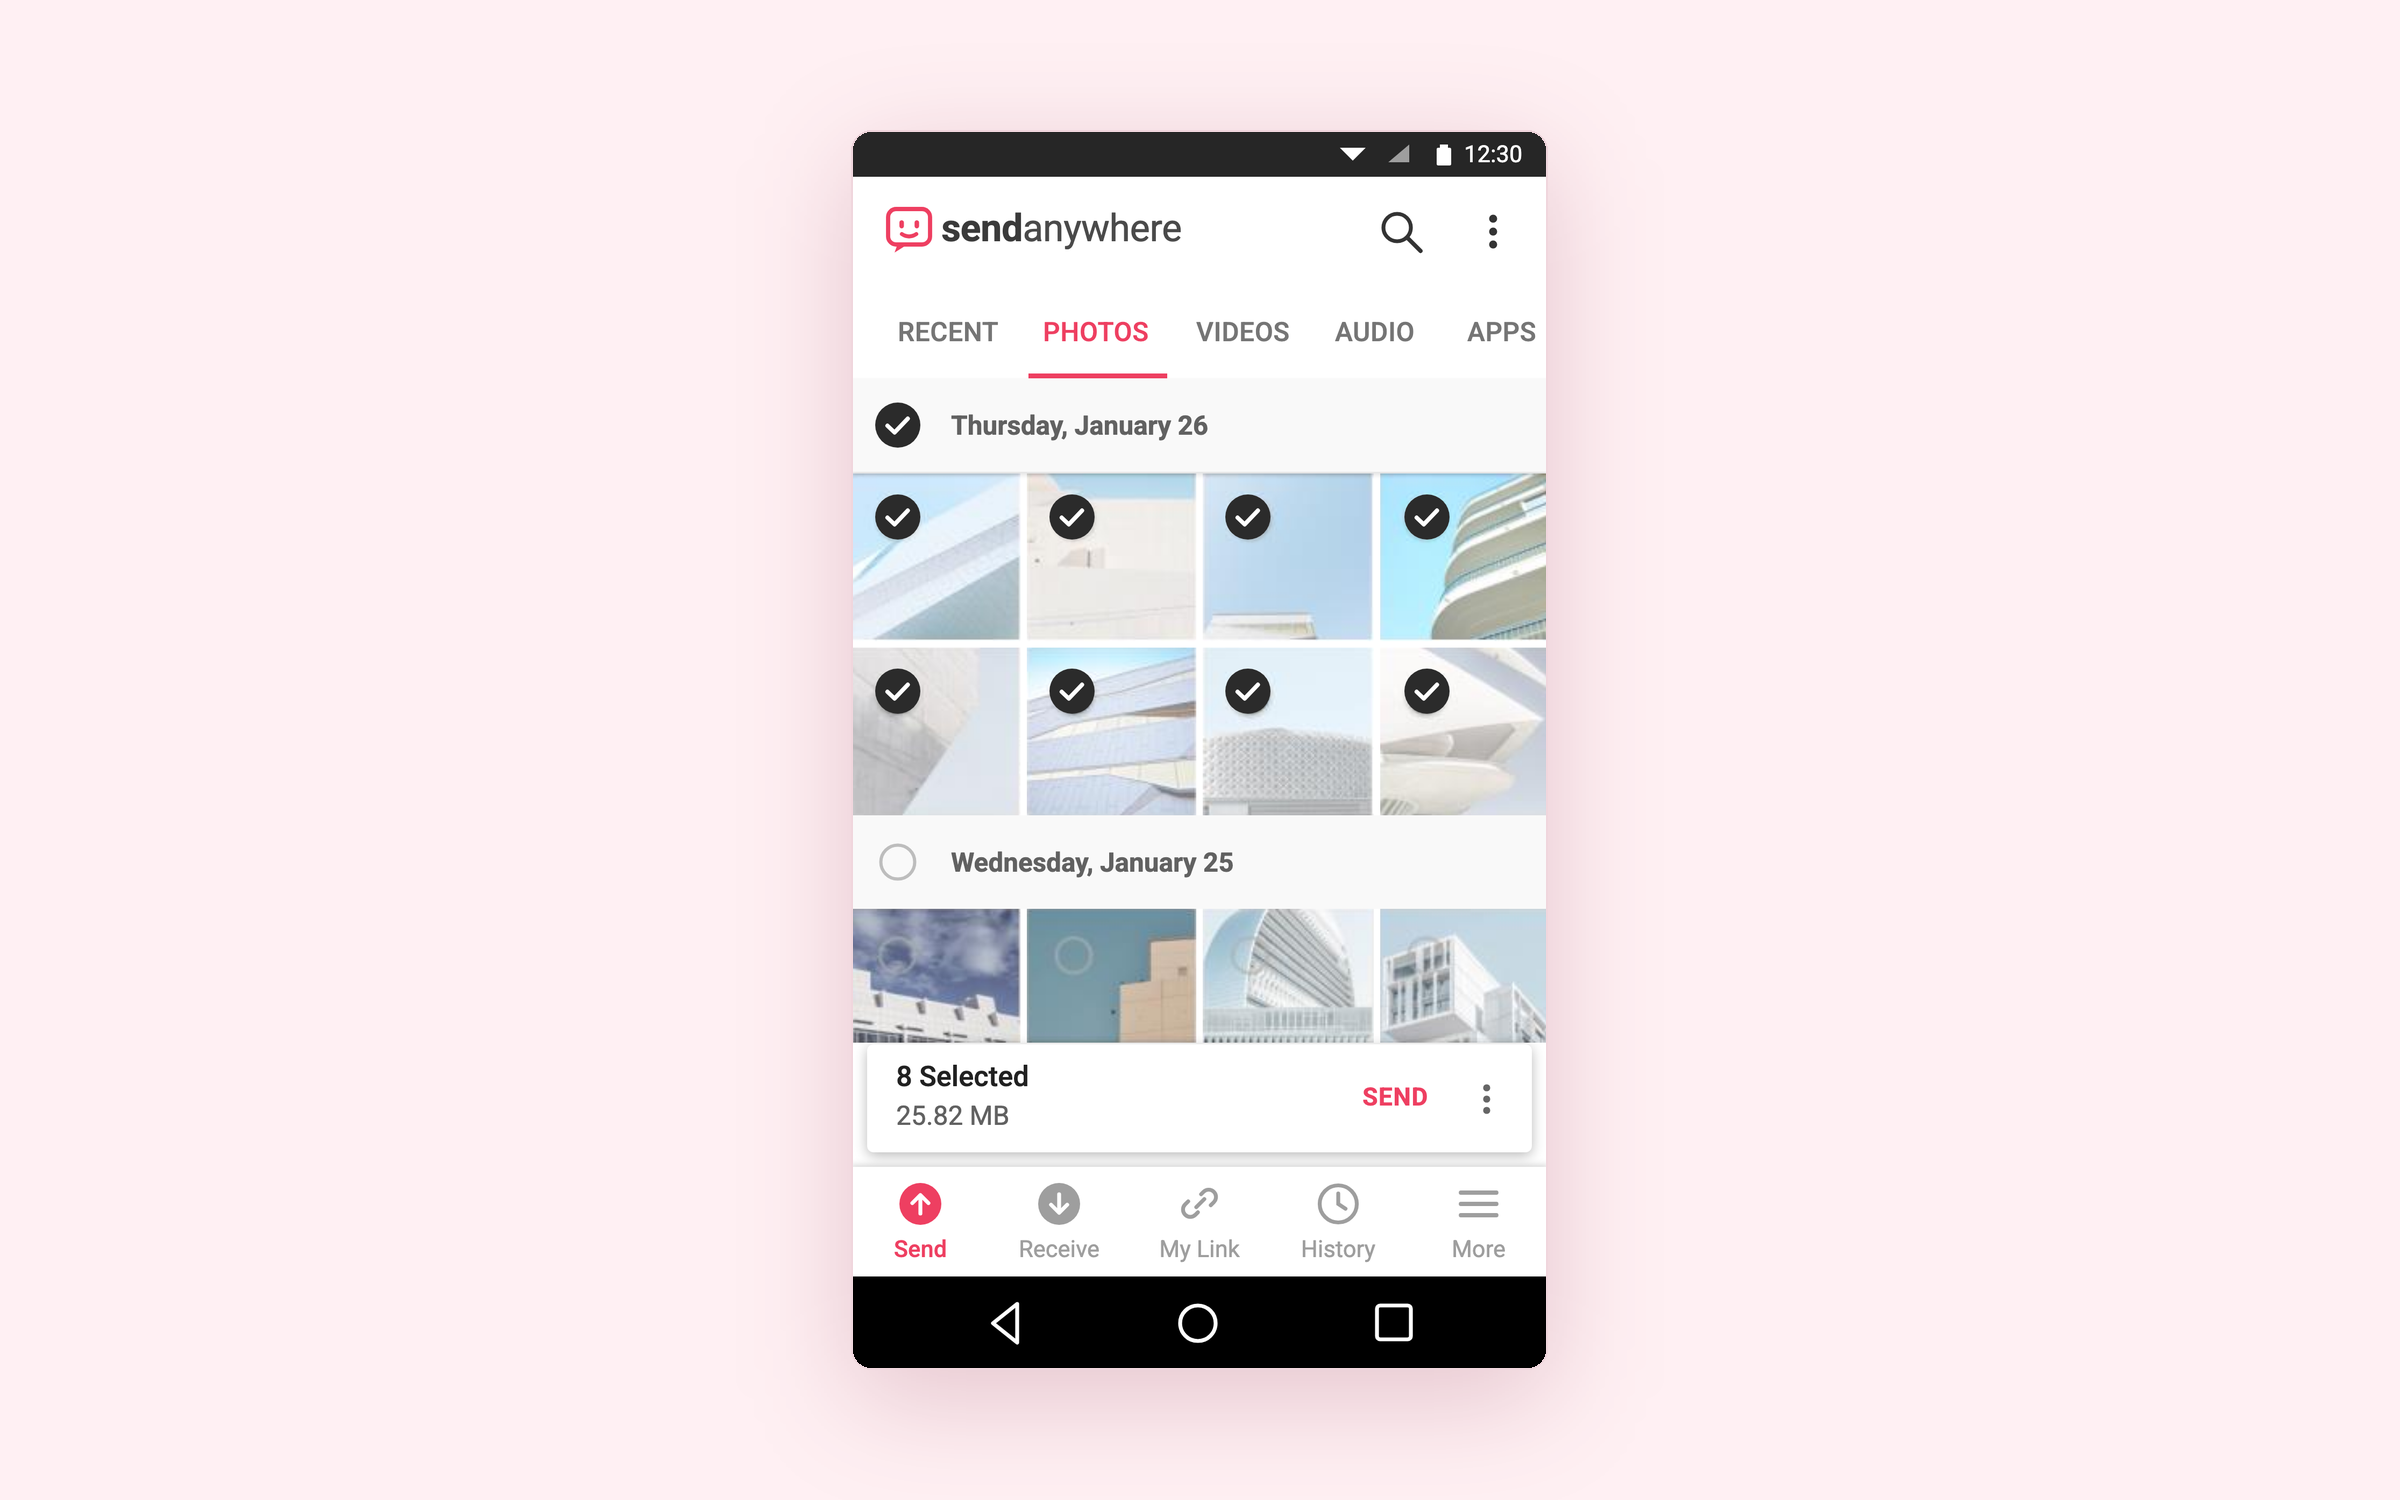 12:30
sendanywhere
RECENT PHOTOS VIDEOS AUDIO APPS
Thursday, January 26
Wednesday, January 25
8 Selected
25.82 MB
SEND
Send Receive My Link History More